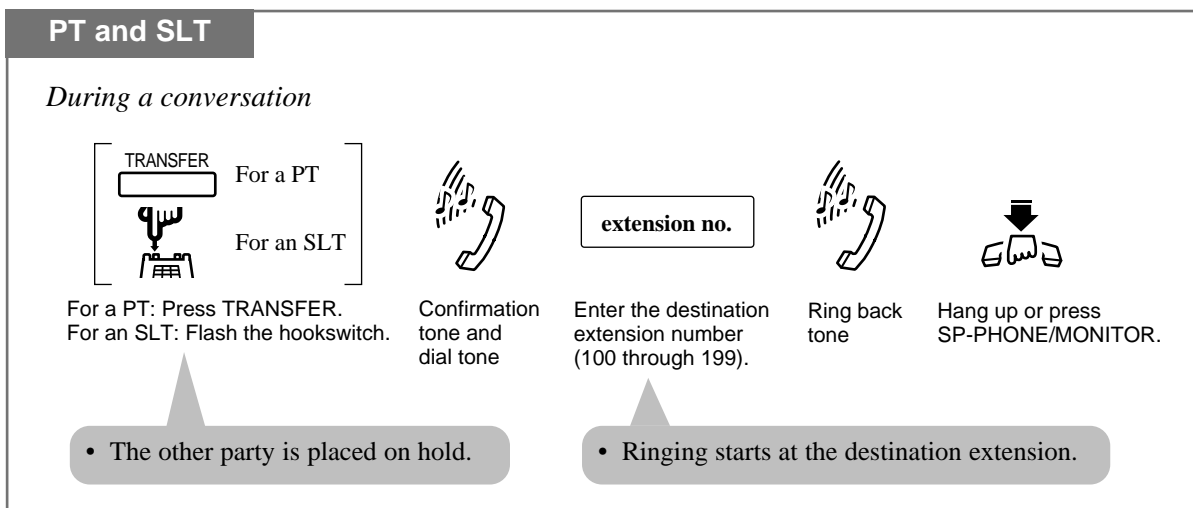 PT and SLT
During a conversation
TRANSFER
For a PT
For an SLT
extension no.
For a PT: Press TRANSFER.
For an SLT: Flash the hookswitch.
Confirmation
tone and
dial tone
Enter the destination
extension number
(100 through 199).
Ring back
tone
Hang up or press
SP-PHONE/MONITOR.
• The other party is placed on hold.
• Ringing starts at the destination extension.